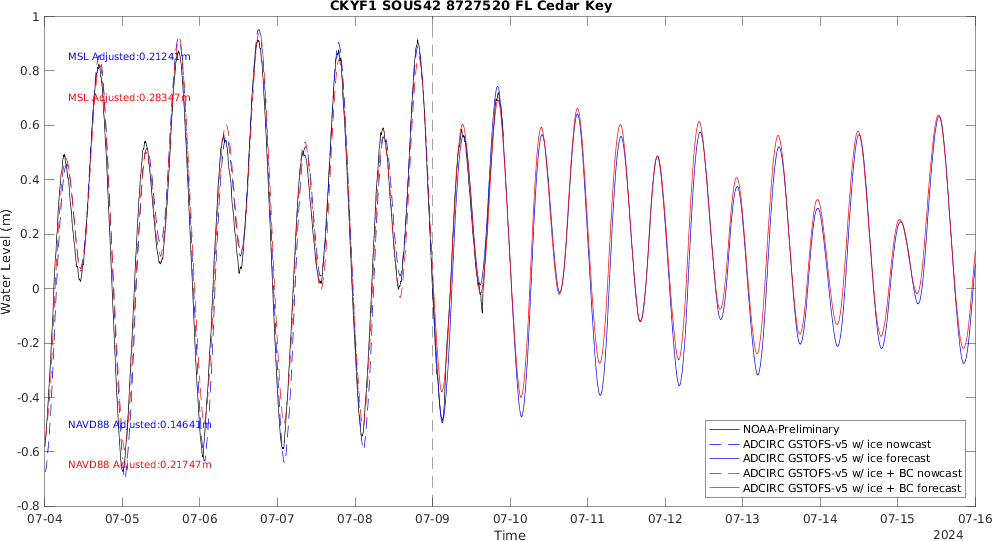 CKYF1 SOUS42 8727520 FL Cedar Key
Water Level (m)
1
0.8
0.6
0.4
0.2
0
-0.2
-0.4
-0.6
-0.8
MSL Adjusted:0.21241m
MSL Adjusted:0.28347m
NAVD88 Adjusted:0.14641m
NAVD88 Adjusted:0.21747m
NOAA-Preliminary
ADCIRC GSTOFS-v5 w/ ice nowcast
ADCIRC GSTOFS-v5 w/ ice forecast
ADCIRC GSTOFS-v5 w/ ice + BC nowcast
ADCIRC GSTOFS-v5 w/ ice + BC forecast
07-04 07-05 07-06 07-07 07-08 07-09 07-10 07-11 07-12 07-13 07-14 07-15 07-16
Time
2024